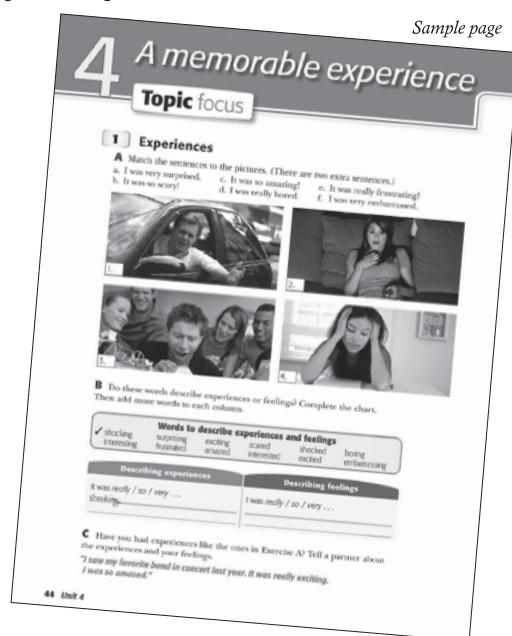 Sample page
4 A memorable experience
Topic focus
1 Experiences
A Match the sentences to the pictures. (There are two extra sentences.)
a. I was very surprised. c. It was so amazing! e. It was really frustrating!
b. It was so scary! d. I was really bored. f. I was very embarrassed.
1. 2.
3. 4.
B Do these words describe experiences or feelings? Complete the chart.
Then add more words to each column.
Words to describe experiences and feelings
✓ shocking surprising exciting scared shocked boring
interesting frustrated amazed interested excited embarrassing
Describing experiences Describing feelings
It was really / so / very . . . I was really / so / very . . .
shocking
C Have you had experiences like the ones in Exercise A? Tell a partner about
the experiences and your feelings.
"I saw my favorite band in concert last year. It was really exciting.
I was so amazed."
44 Unit 4